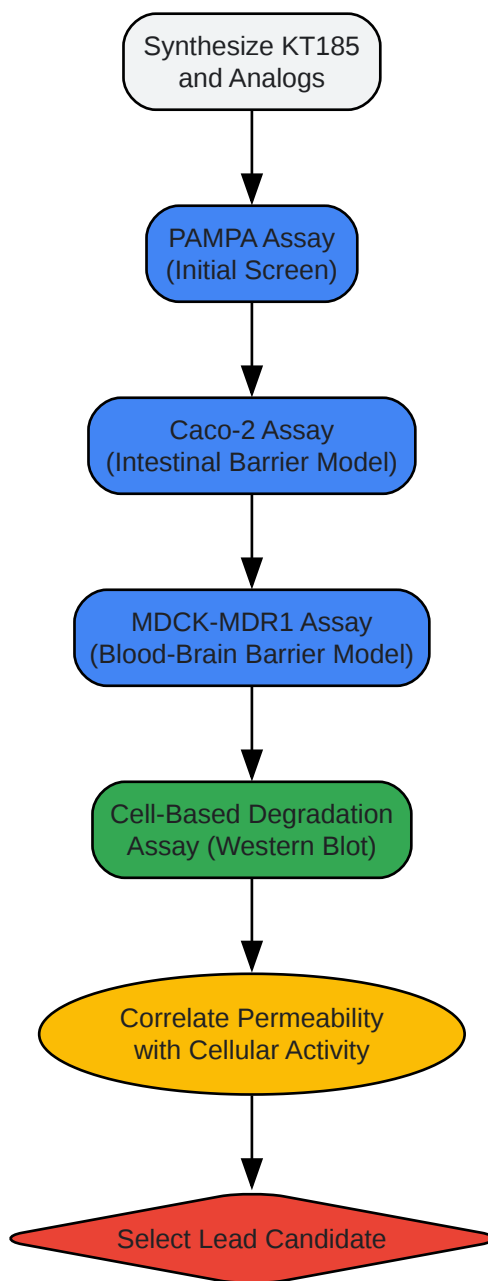 Synthesize KT185
and Analogs
PAMPA Assay
(Initial Screen)
Caco-2 Assay
(Intestinal Barrier Model)
MDCK-MDR1 Assay
(Blood-Brain Barrier Model)
Cell-Based Degradation
Assay (Western Blot)
Correlate Permeability
with Cellular Activity
Select Lead Candidate